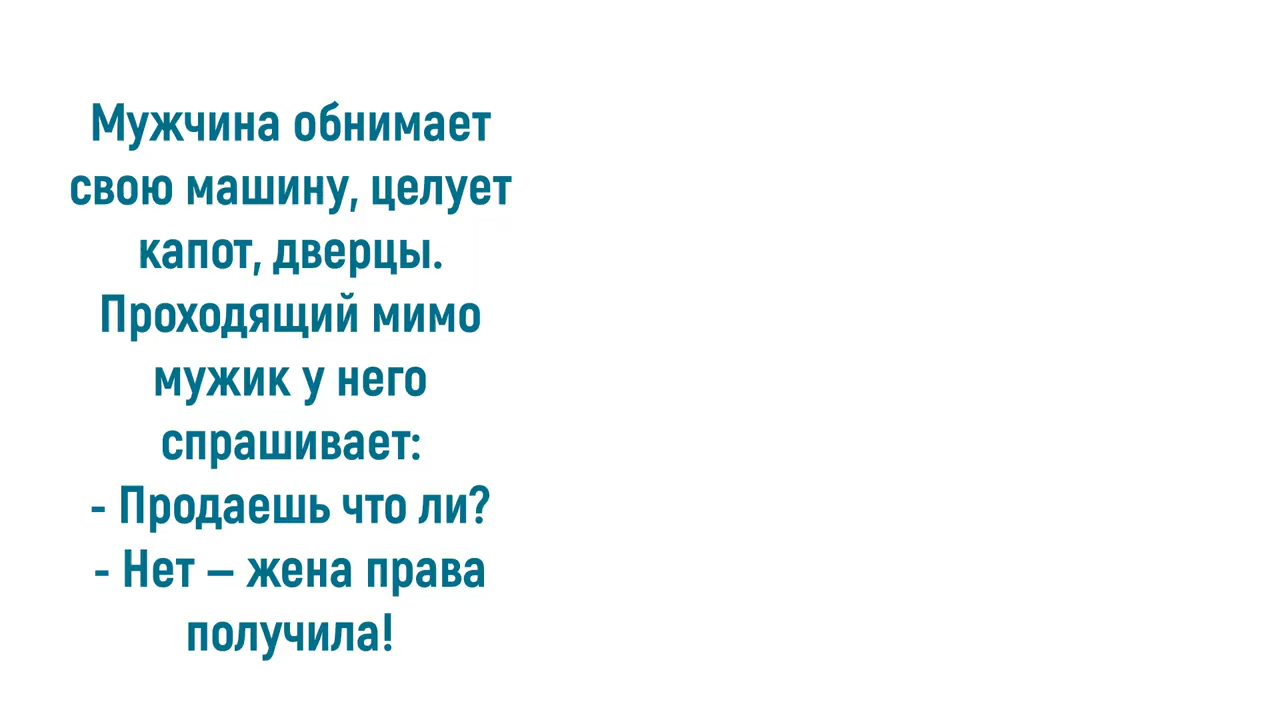 Мужчина обнимает
свою машину, целует
капот, дверцы.
Проходящий мимо
мужик у него
спрашивает:
- Продаешь что ли?
- Нет – жена права
получила!